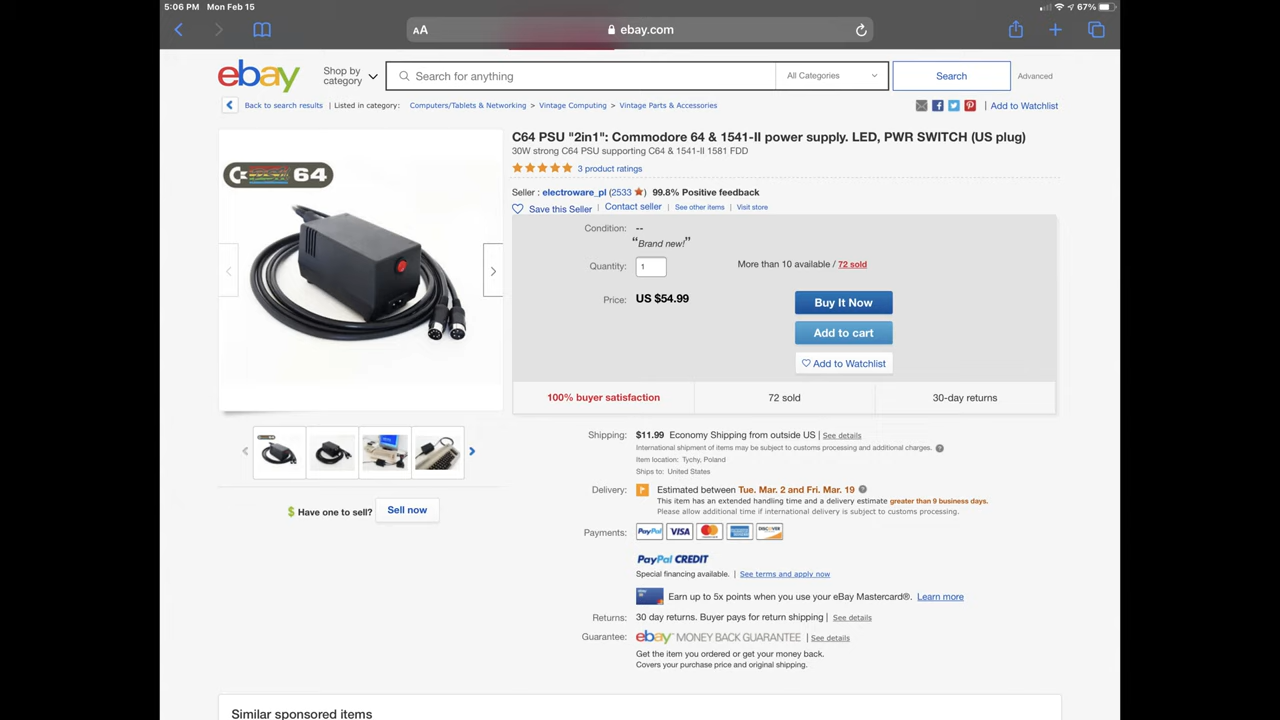 5:06 PM Mon Feb 15
67%
AA
ebay.com
ebay
Shop by
category
Search for anything
All Categories
Search
Advanced
Back to search results | Listed in category: Computers/Tablets & Networking > Vintage Computing > Vintage Parts & Accessories
| Add to Watchlist
C64 PSU "2in1": Commodore 64 & 1541-II power supply. LED, PWR SWITCH (US plug)
30W strong C64 PSU supporting C64 & 1541-II 1581 FDD
3 product ratings
Seller : electroware_pl (2533 ) 99.8% Positive feedback
Save this Seller | Contact seller | See other items | Visit store
64
Condition: --
“Brand new!”
Quantity: 1
More than 10 available / 72 sold
Price: US $54.99
Buy It Now
Add to cart
Add to Watchlist
100% buyer satisfaction
72 sold
30-day returns
Have one to sell?
Sell now
Shipping: $11.99 Economy Shipping from outside US | See details
International shipment of items may be subject to customs processing and additional charges.
Item location: Tychy, Poland
Ships to: United States
Delivery: Estimated between Tue. Mar. 2 and Fri. Mar. 19
This item has an extended handling time and a delivery estimate greater than 9 business days.
Please allow additional time if international delivery is subject to customs processing.
Payments: PayPal VISA DISCOVER
PayPal CREDIT
Special financing available. | See terms and apply now
Earn up to 5x points when you use your eBay Mastercard®. Learn more
Returns: 30 day returns. Buyer pays for return shipping | See details
Guarantee: ebay MONEY BACK GUARANTEE | See details
Get the item you ordered or get your money back.
Covers your purchase price and original shipping.
Similar sponsored items